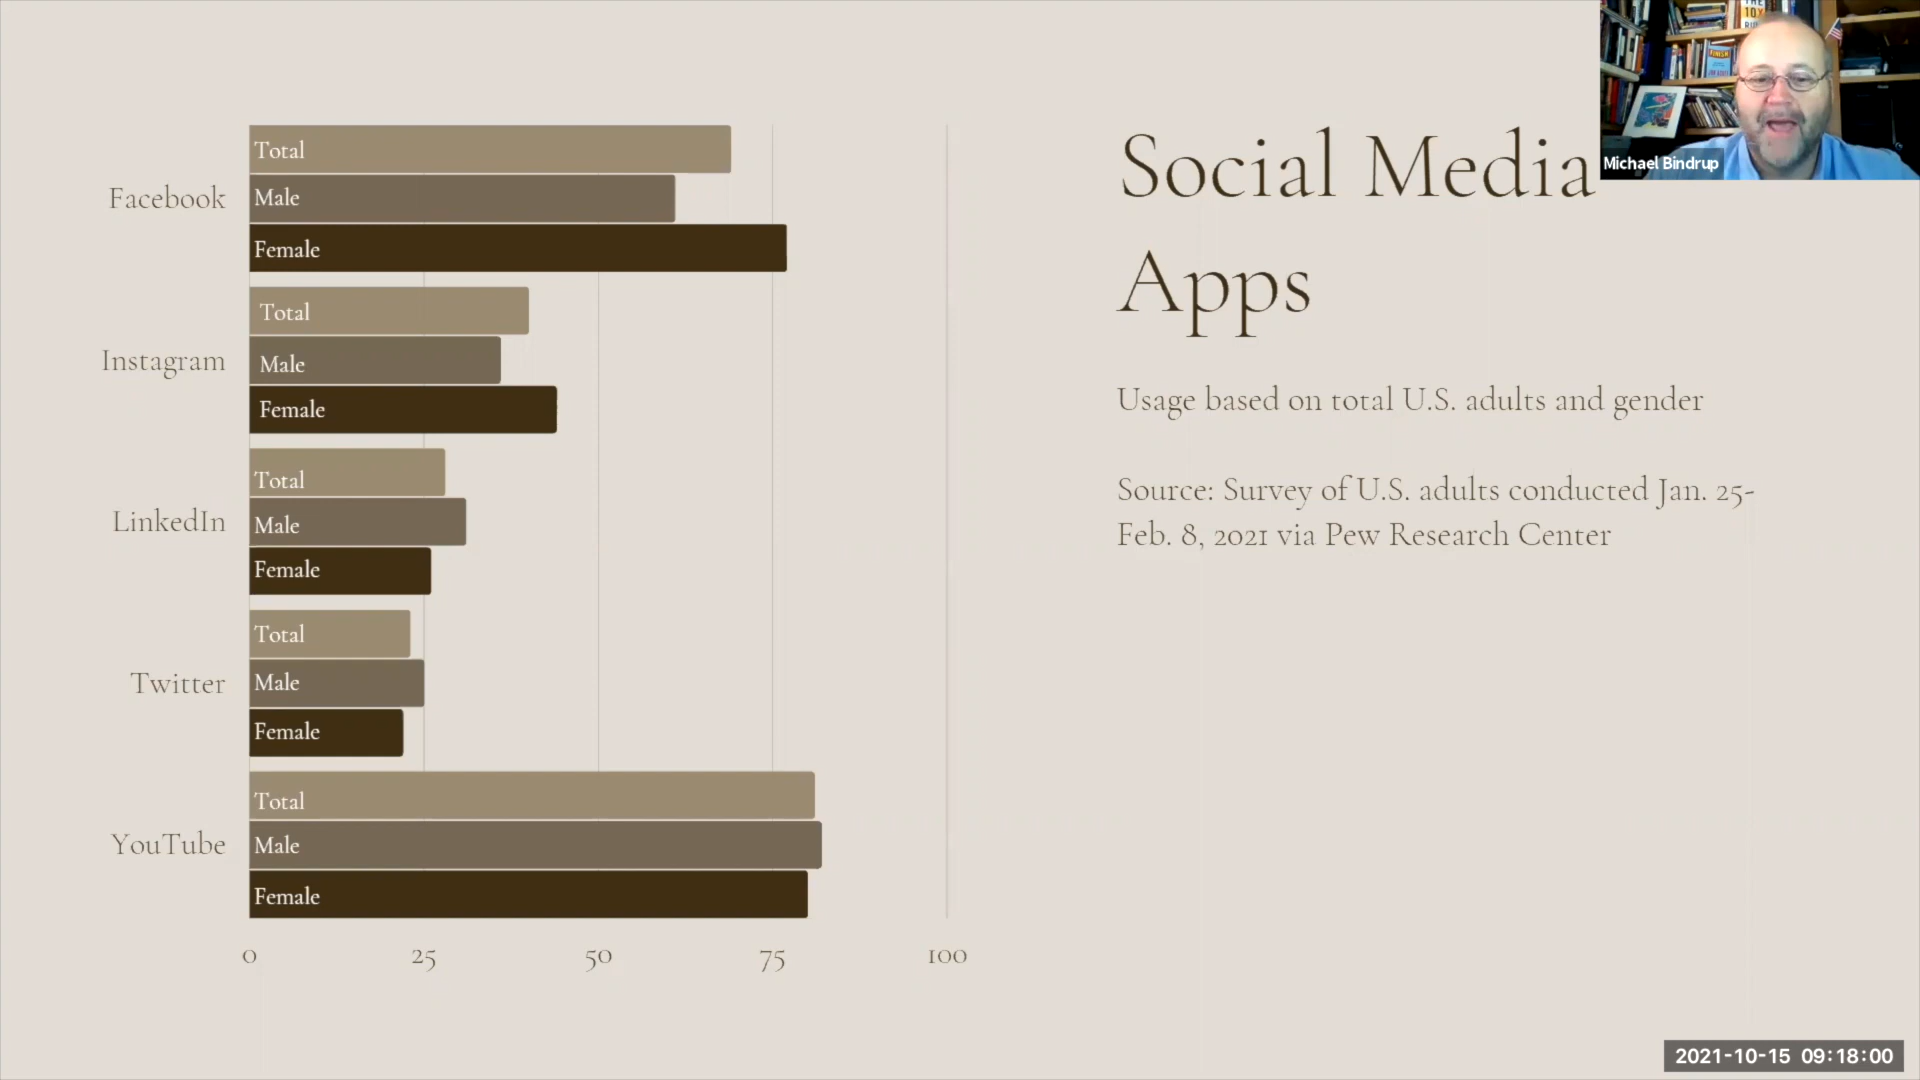 Social Media
Apps
Usage based on total U.S. adults and gender
Source: Survey of U.S. adults conducted Jan. 25-
Feb. 8, 2021 via Pew Research Center
Facebook
Total
Male
Female
Instagram
Total
Male
Female
LinkedIn
Total
Male
Female
Twitter
Total
Male
Female
YouTube
Total
Male
Female
0 25 50 75 100
Michael Bindrup
2021-10-15 09:18:00